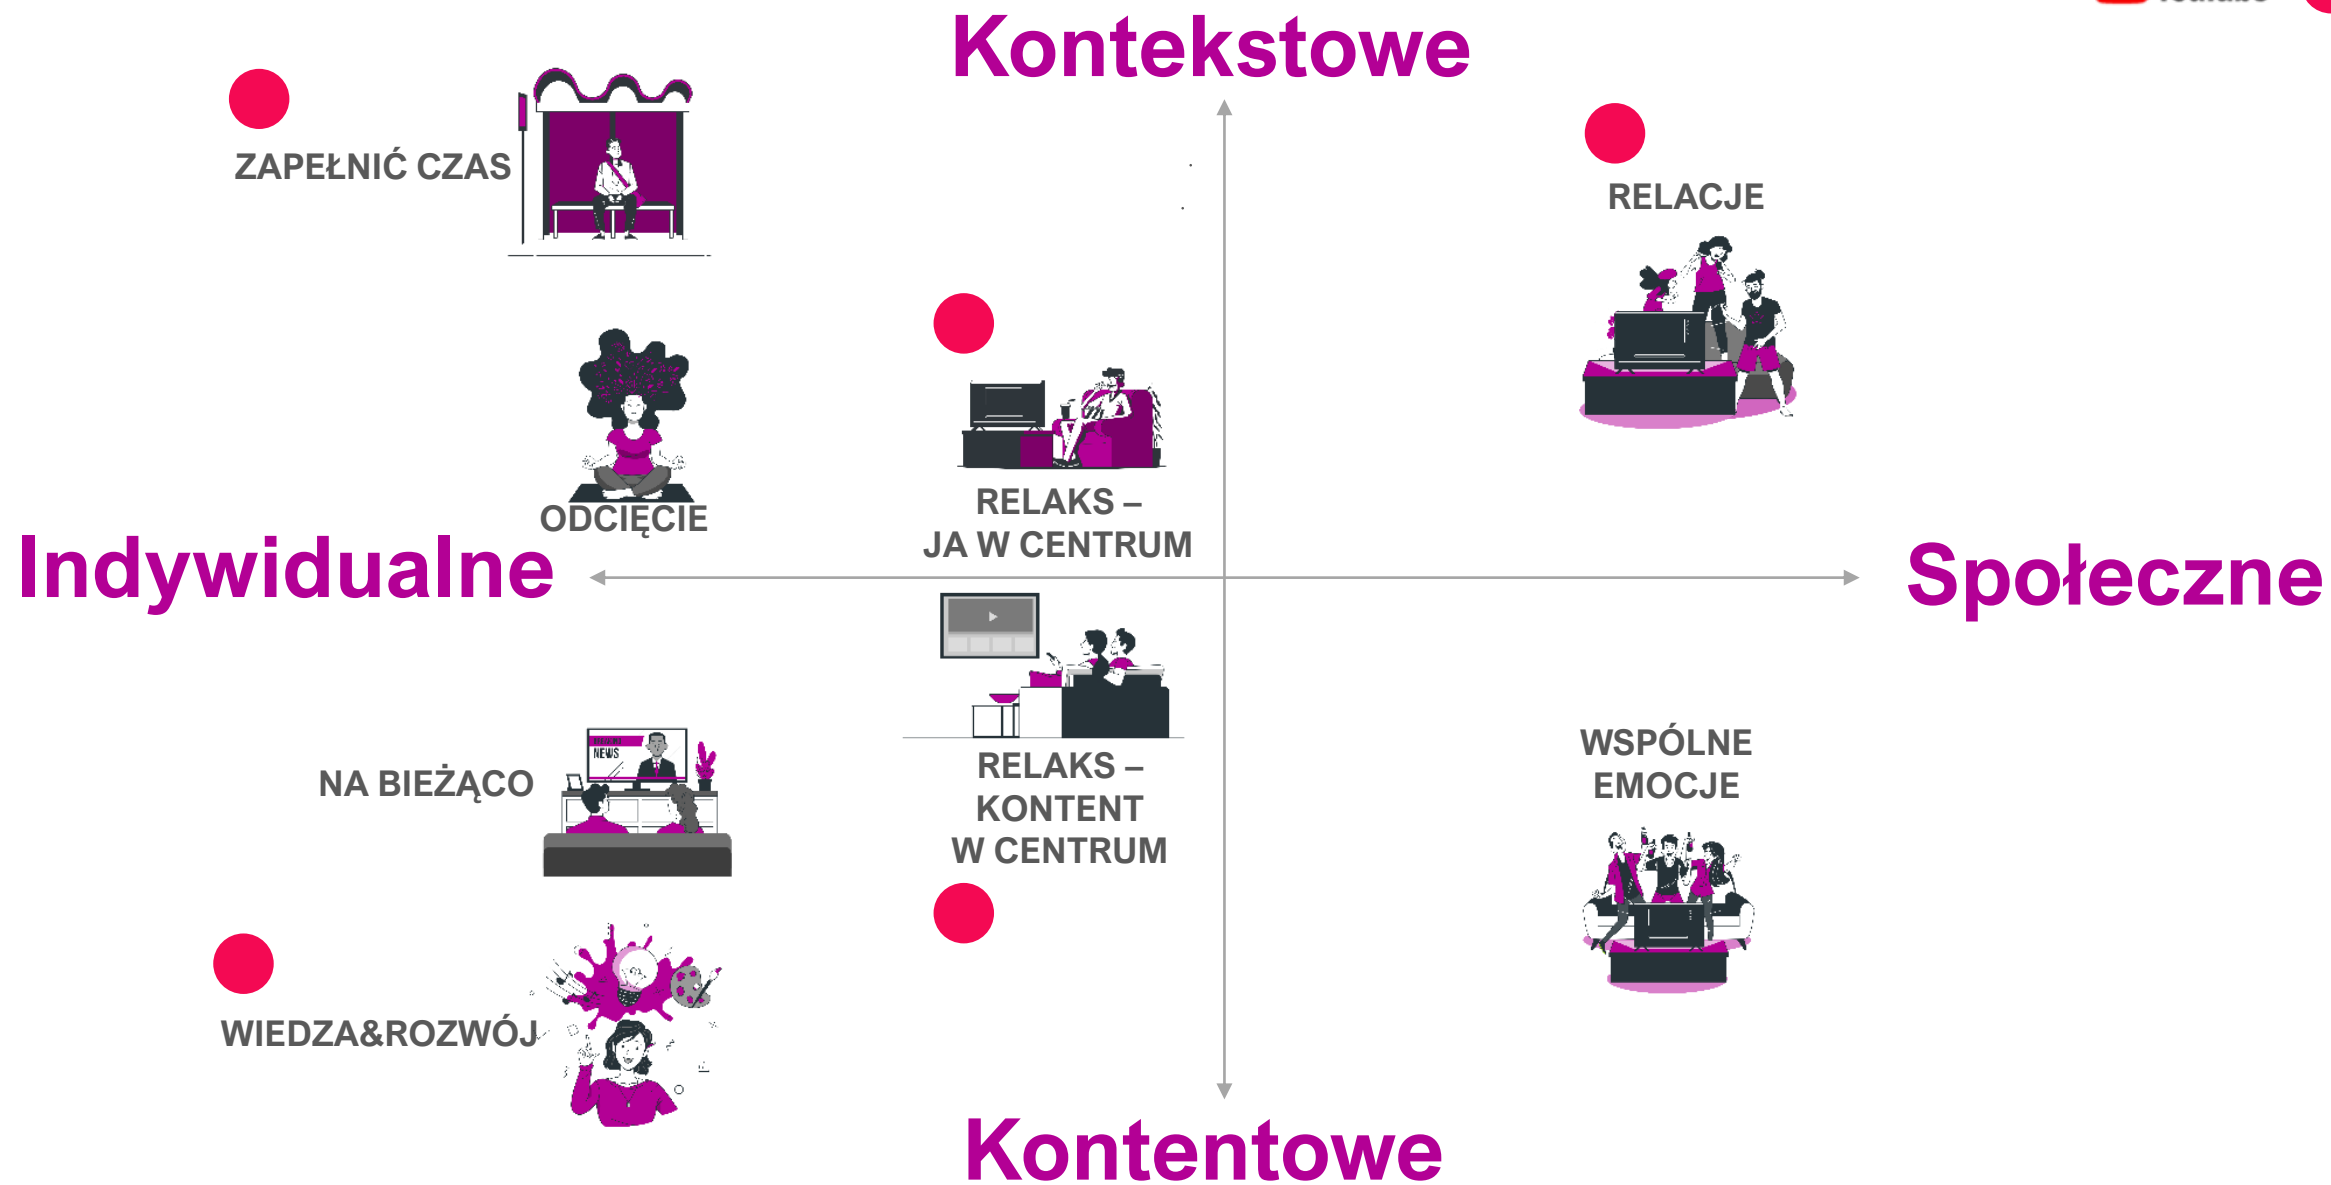 Kontekstowe
ZAPEŁNIĆ CZAS
RELACJE
ODCIĘCIE
RELAKS –
JA W CENTRUM
Indywidualne
Społeczne
NEWS
NA BIEŻĄCO
RELAKS –
KONTENT
W CENTRUM
WSPÓLNE
EMOCJE
WIEDZA&ROZWÓJ
Kontentowe